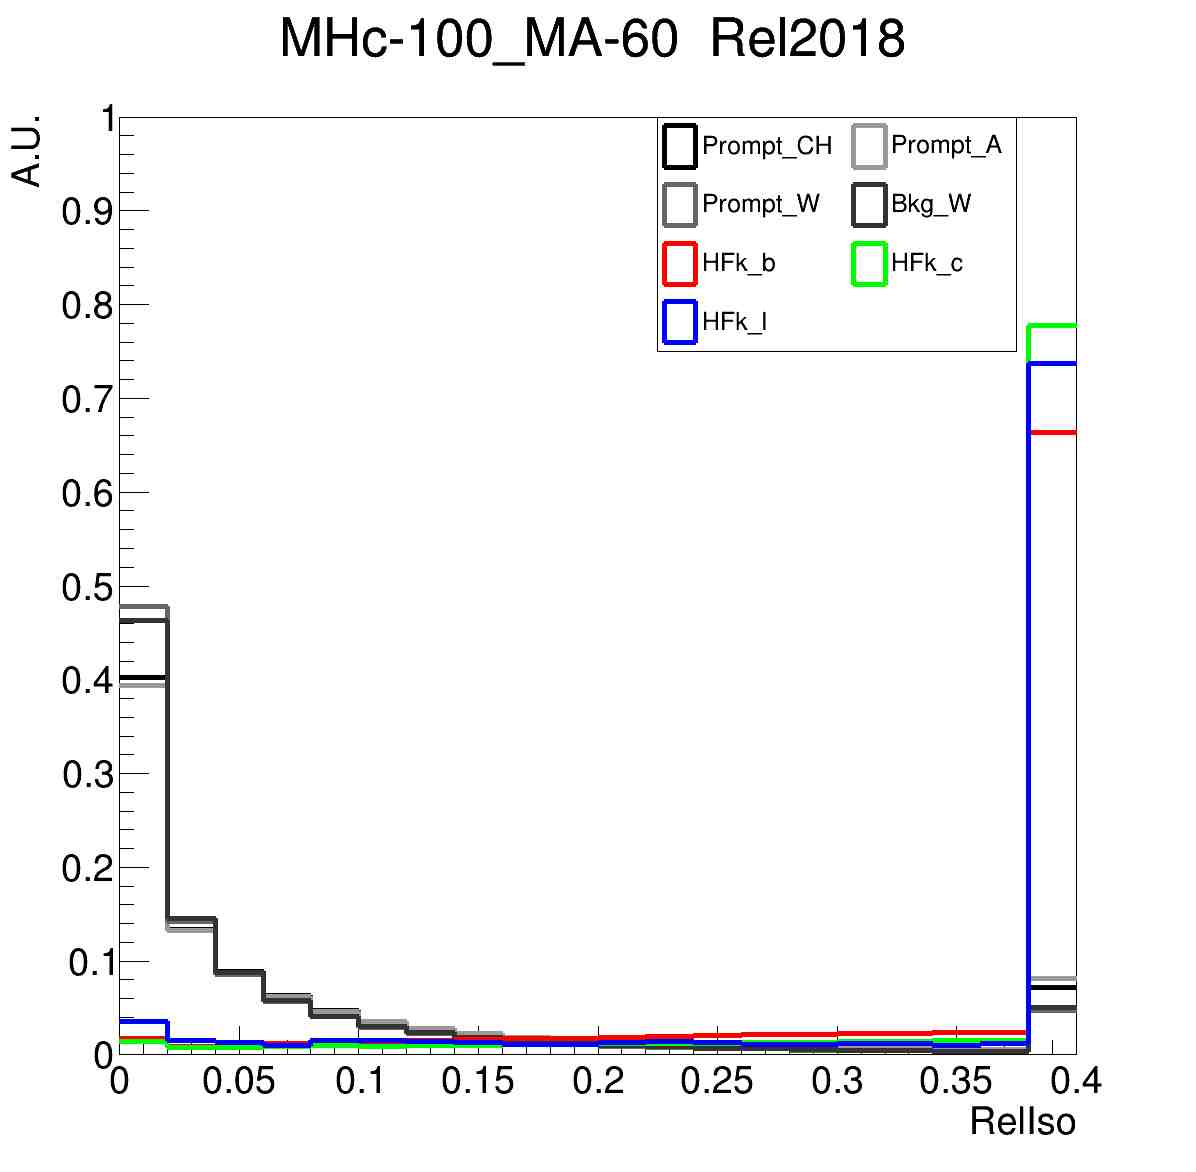 MHc-100_MA-60 Rel2018
A.U.
1
0.9
0.8
0.7
0.6
0.5
0.4
0.3
0.2
0.1
0
Prompt_CH Prompt_A
Prompt_W Bkg_W
HFk_b HFk_c
HFk_l
0 0.05 0.1 0.15 0.2 0.25 0.3 0.35 0.4
RelIso